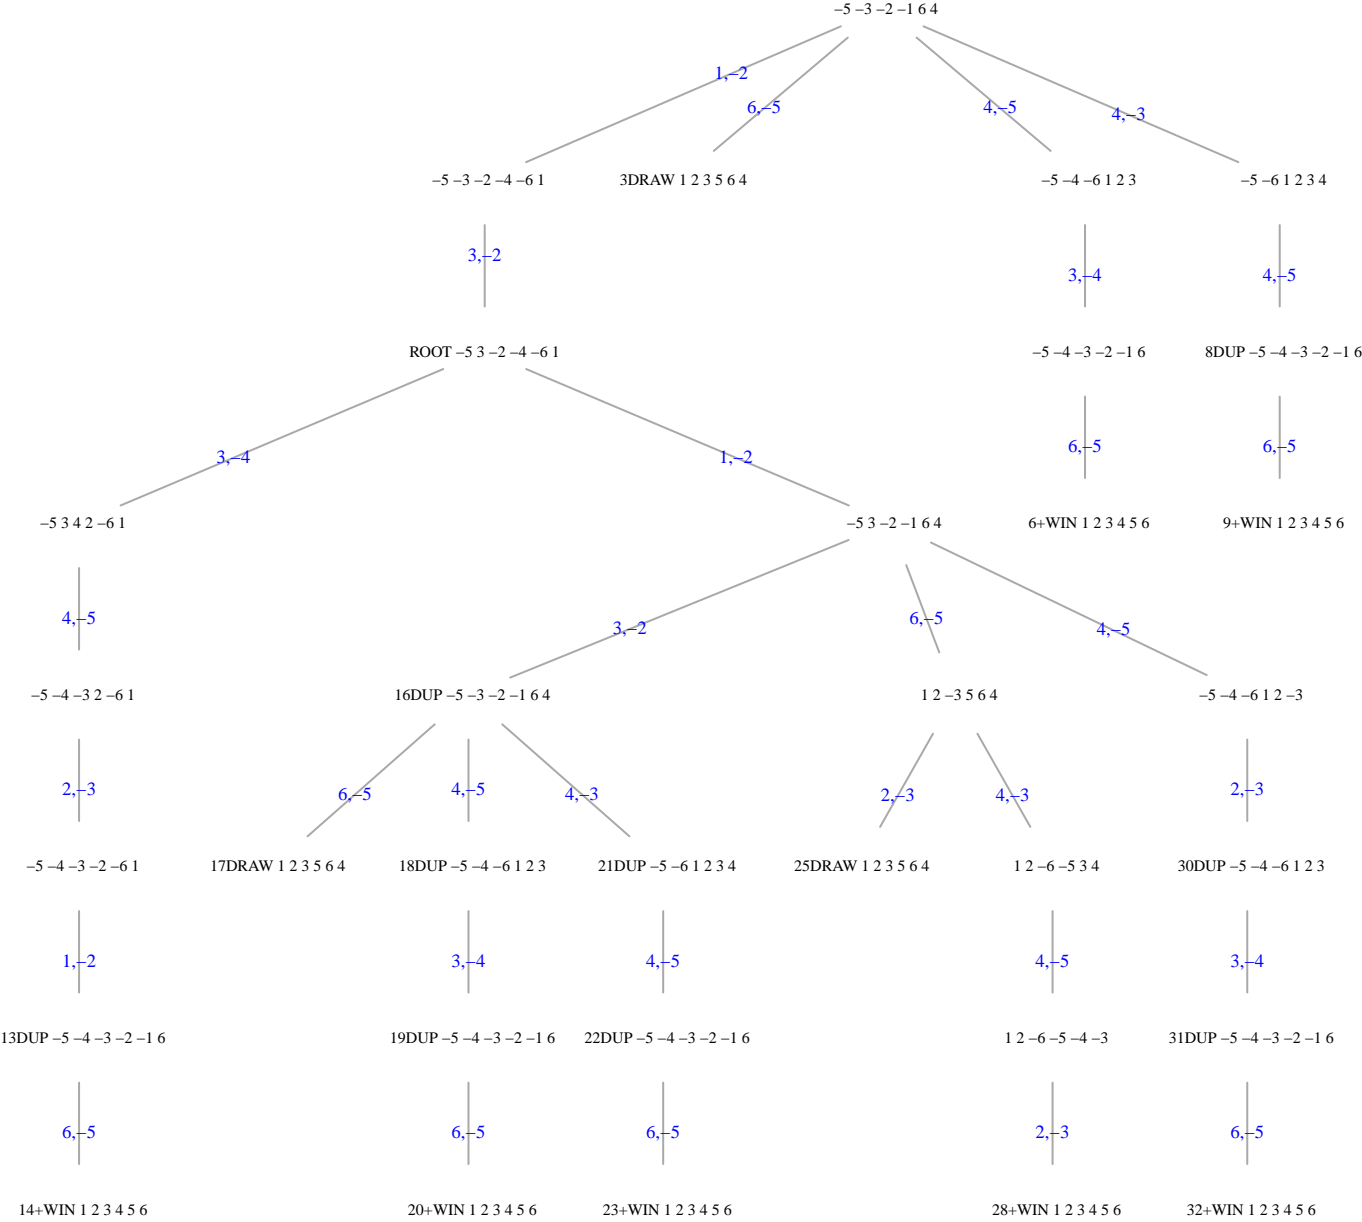 −5 −3 −2 −1 6 4
1,−2
6,−5
4,−5
4,−3
−5 −3 −2 −4 −6 1
3DRAW 1 2 3 5 6 4
−5 −4 −6 1 2 3
−5 −6 1 2 3 4
3,−2
3,−4
4,−5
ROOT −5 3 −2 −4 −6 1
−5 −4 −3 −2 −1 6
8DUP −5 −4 −3 −2 −1 6
3,−4
1,−2
6,−5
6,−5
−5 3 4 2 −6 1
−5 3 −2 −1 6 4
6+WIN 1 2 3 4 5 6
9+WIN 1 2 3 4 5 6
4,−5
3,−2
6,−5
4,−5
−5 −4 −3 2 −6 1
16DUP −5 −3 −2 −1 6 4
1 2 −3 5 6 4
−5 −4 −6 1 2 −3
2,−3
6,−5
4,−5
4,−3
2,−3
4,−3
2,−3
−5 −4 −3 −2 −6 1
17DRAW 1 2 3 5 6 4
18DUP −5 −4 −6 1 2 3
21DUP −5 −6 1 2 3 4
25DRAW 1 2 3 5 6 4
1 2 −6 −5 3 4
30DUP −5 −4 −6 1 2 3
1,−2
3,−4
4,−5
4,−5
3,−4
13DUP −5 −4 −3 −2 −1 6
19DUP −5 −4 −3 −2 −1 6
22DUP −5 −4 −3 −2 −1 6
1 2 −6 −5 −4 −3
31DUP −5 −4 −3 −2 −1 6
6,−5
6,−5
6,−5
2,−3
6,−5
14+WIN 1 2 3 4 5 6
20+WIN 1 2 3 4 5 6
23+WIN 1 2 3 4 5 6
28+WIN 1 2 3 4 5 6
32+WIN 1 2 3 4 5 6